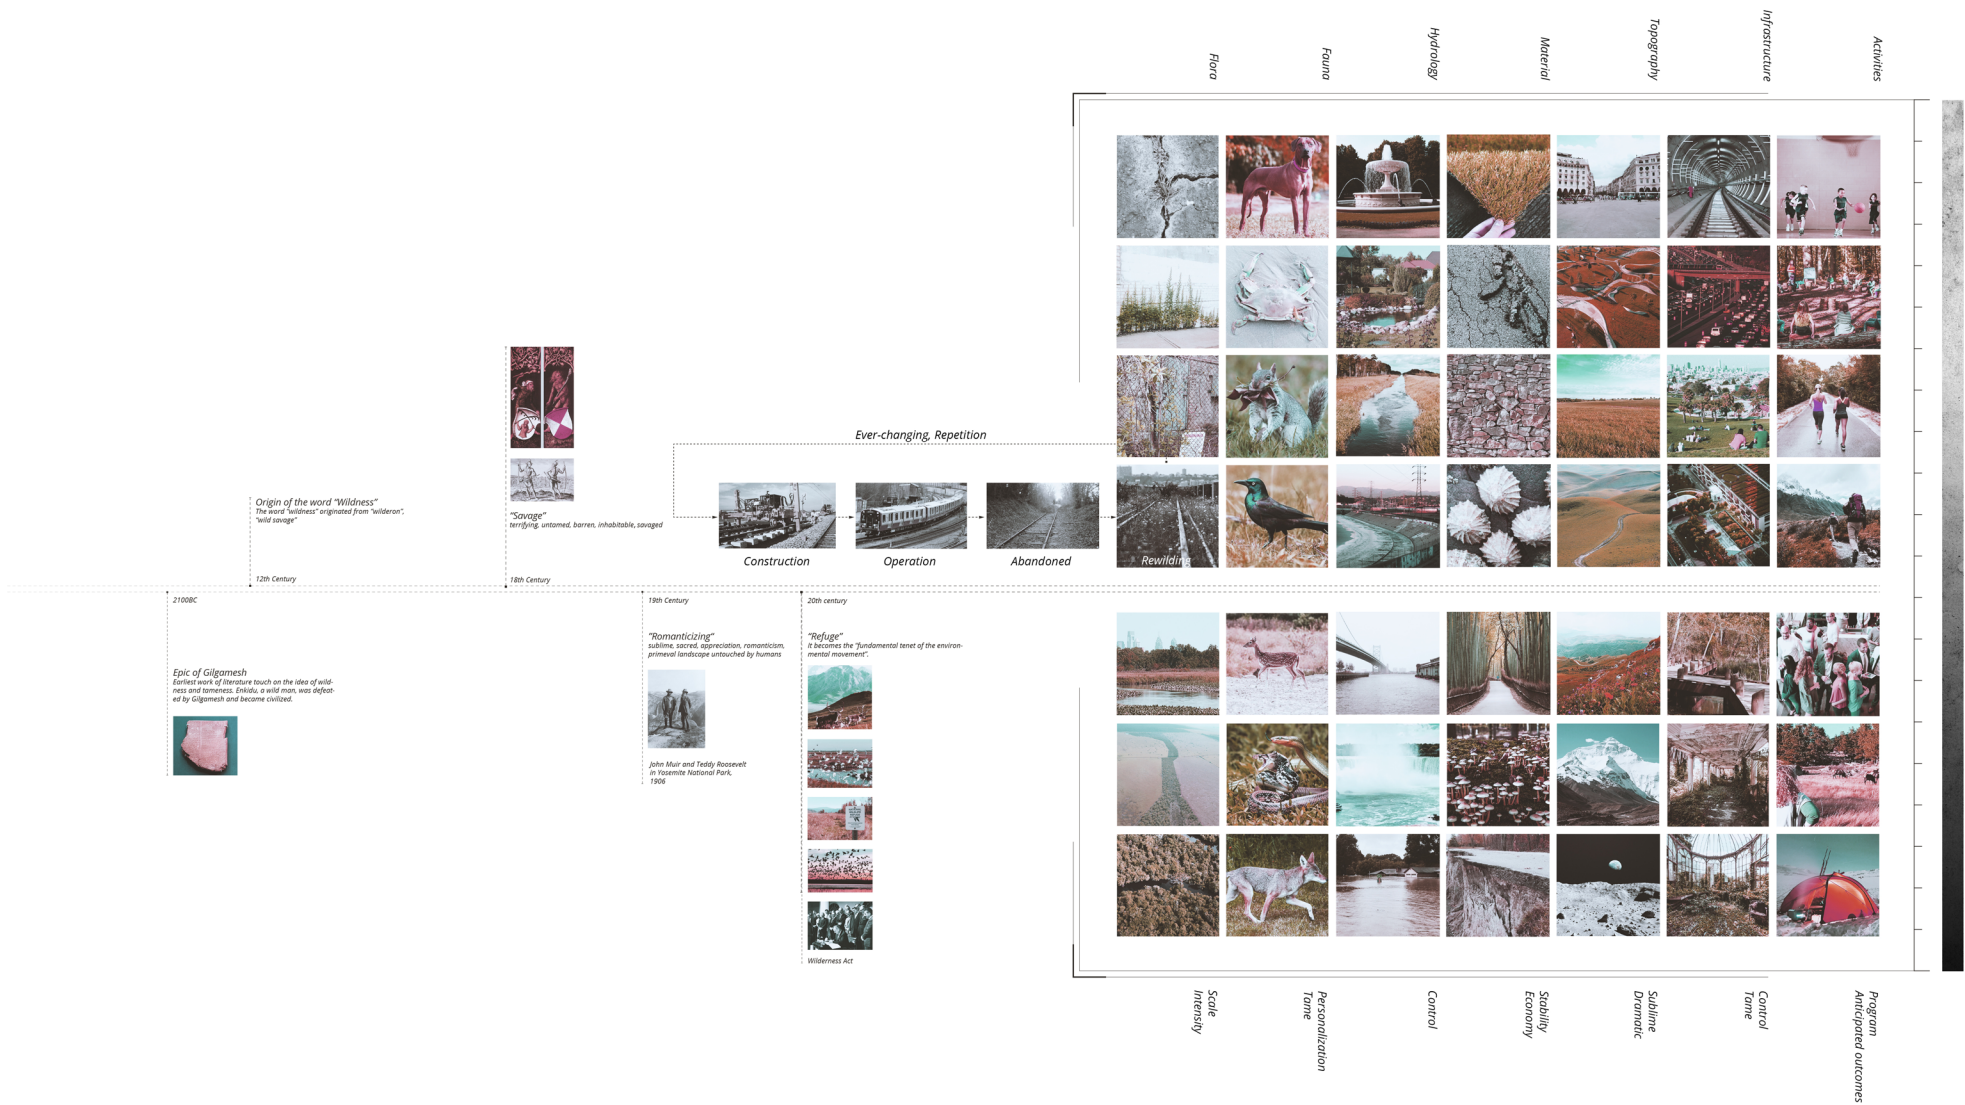 Flora
Fauna
Hydrology
Material
Topography
Infrastructure
Activities
Ever-changing, Repetition
Origin of the word “Wildness”
The word “wildness” originated from “wilderon”,
“wild savage”
“Savage”
terrifying, untamed, barren, inhabitable, savaged
Construction
Operation
Abandoned
Rewilding
12th Century
18th Century
2100BC
19th Century
20th century
“Romanticizing”
sublime, sacred, appreciation, romanticism,
primeval landscape untouched by humans
“Refuge”
It becomes the “fundamental tenet of the environ-
mental movement”.
Epic of Gilgamesh
Earliest work of literature touch on the idea of wild-
ness and tameness. Enkidu, a wild man, was defeat-
ed by Gilgamesh and became civilized.
John Muir and Teddy Roosevelt
in Yosemite National Park,
1906
Wilderness Act
Scale
Intensity
Personalization
Tame
Control
Stability
Economy
Sublime
Dramatic
Control
Tame
Program
Anticipated outcomes